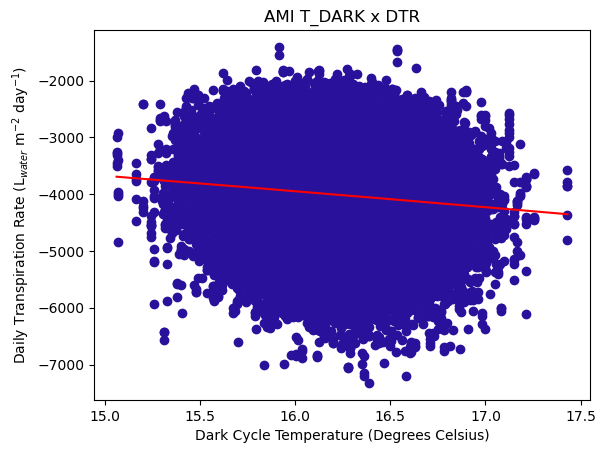 AMI T_DARK x DTR
Daily Transpiration Rate (L$_{water}$ m$^{-2}$ day$^{-1}$)
−2000
−3000
−4000
−5000
−6000
−7000
15.0 15.5 16.0 16.5 17.0 17.5
Dark Cycle Temperature (Degrees Celsius)